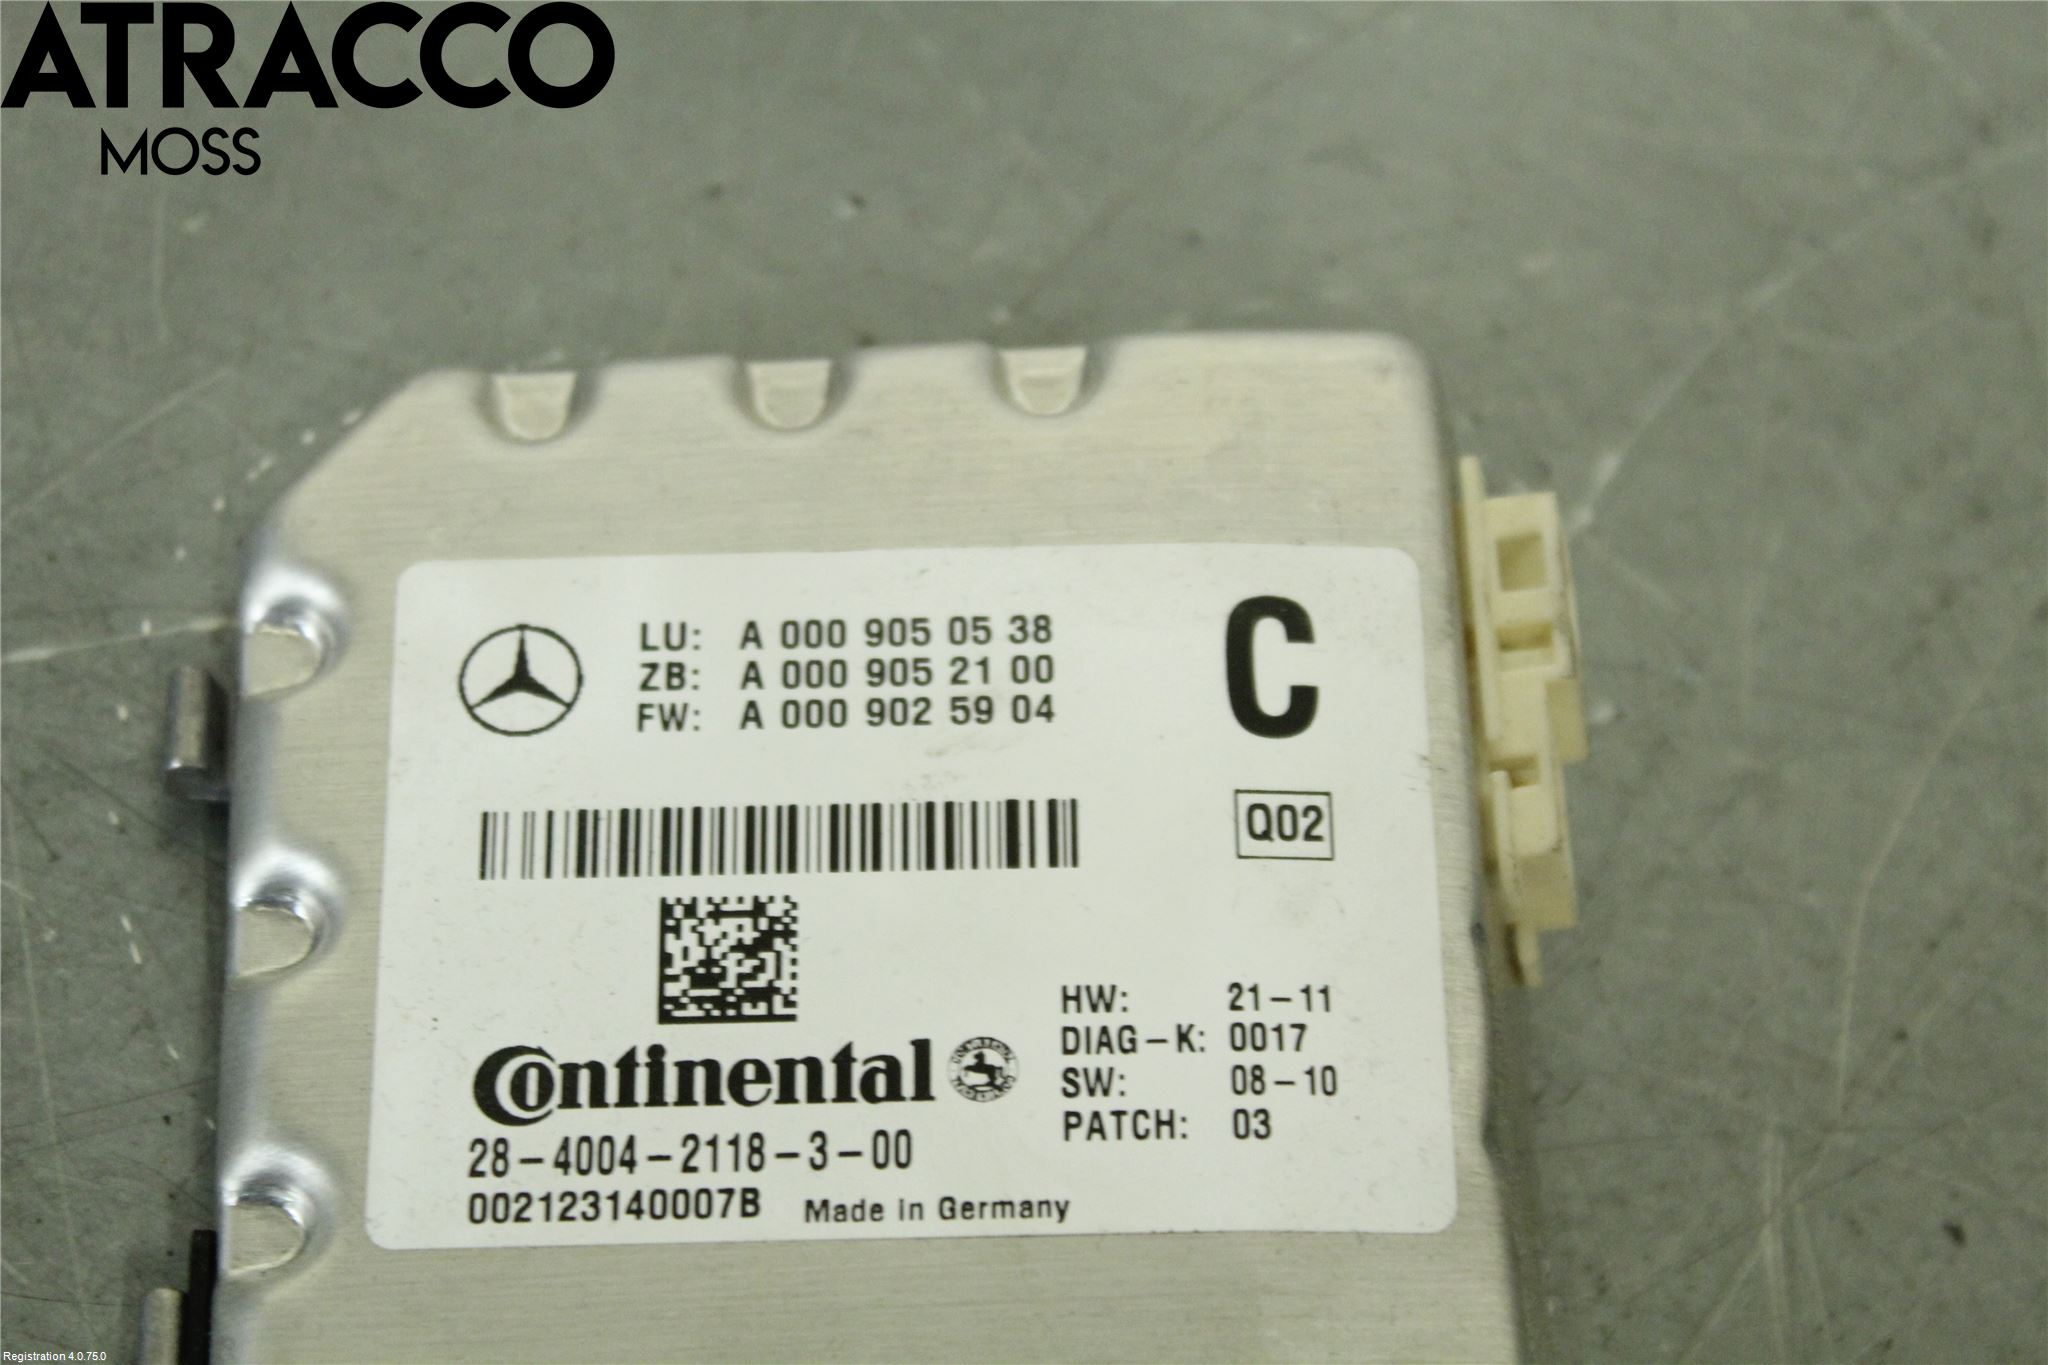 ATRACCO
MOSS
LU: A 000 905 05 38
ZB: A 000 905 21 00
FW: A 000 902 59 04
C
Q02
HW: 21-11
DIAG-K: 0017
SW: 08-10
PATCH: 03
Continental
28-4004-2118-3-00
002123140007B Made in Germany
Registration 4.0.75.0